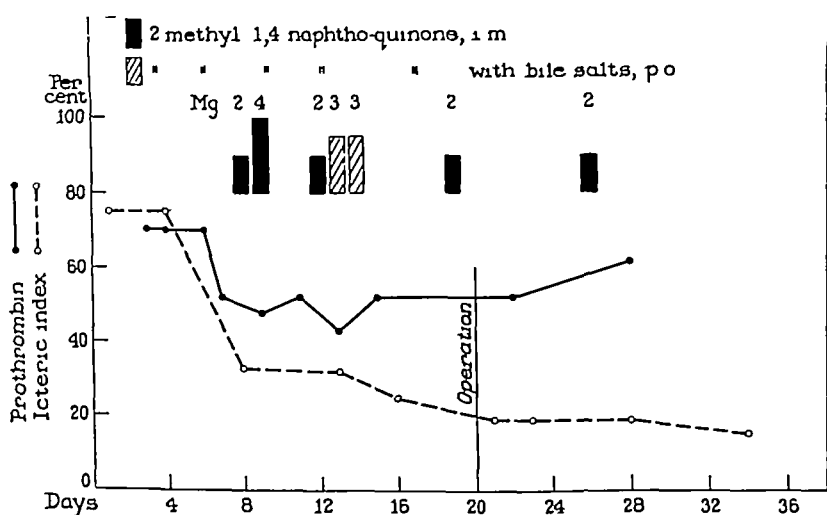 2 methyl 1,4 naphtho-quinone, i m
" " " " " with bile salts, p o
Per cent
Mg 2 4 2 3 3 2 2
100
80
60
40
20
0
Prothrombin
Icteric index
Operation
Days 4 8 12 16 20 24 28 32 36